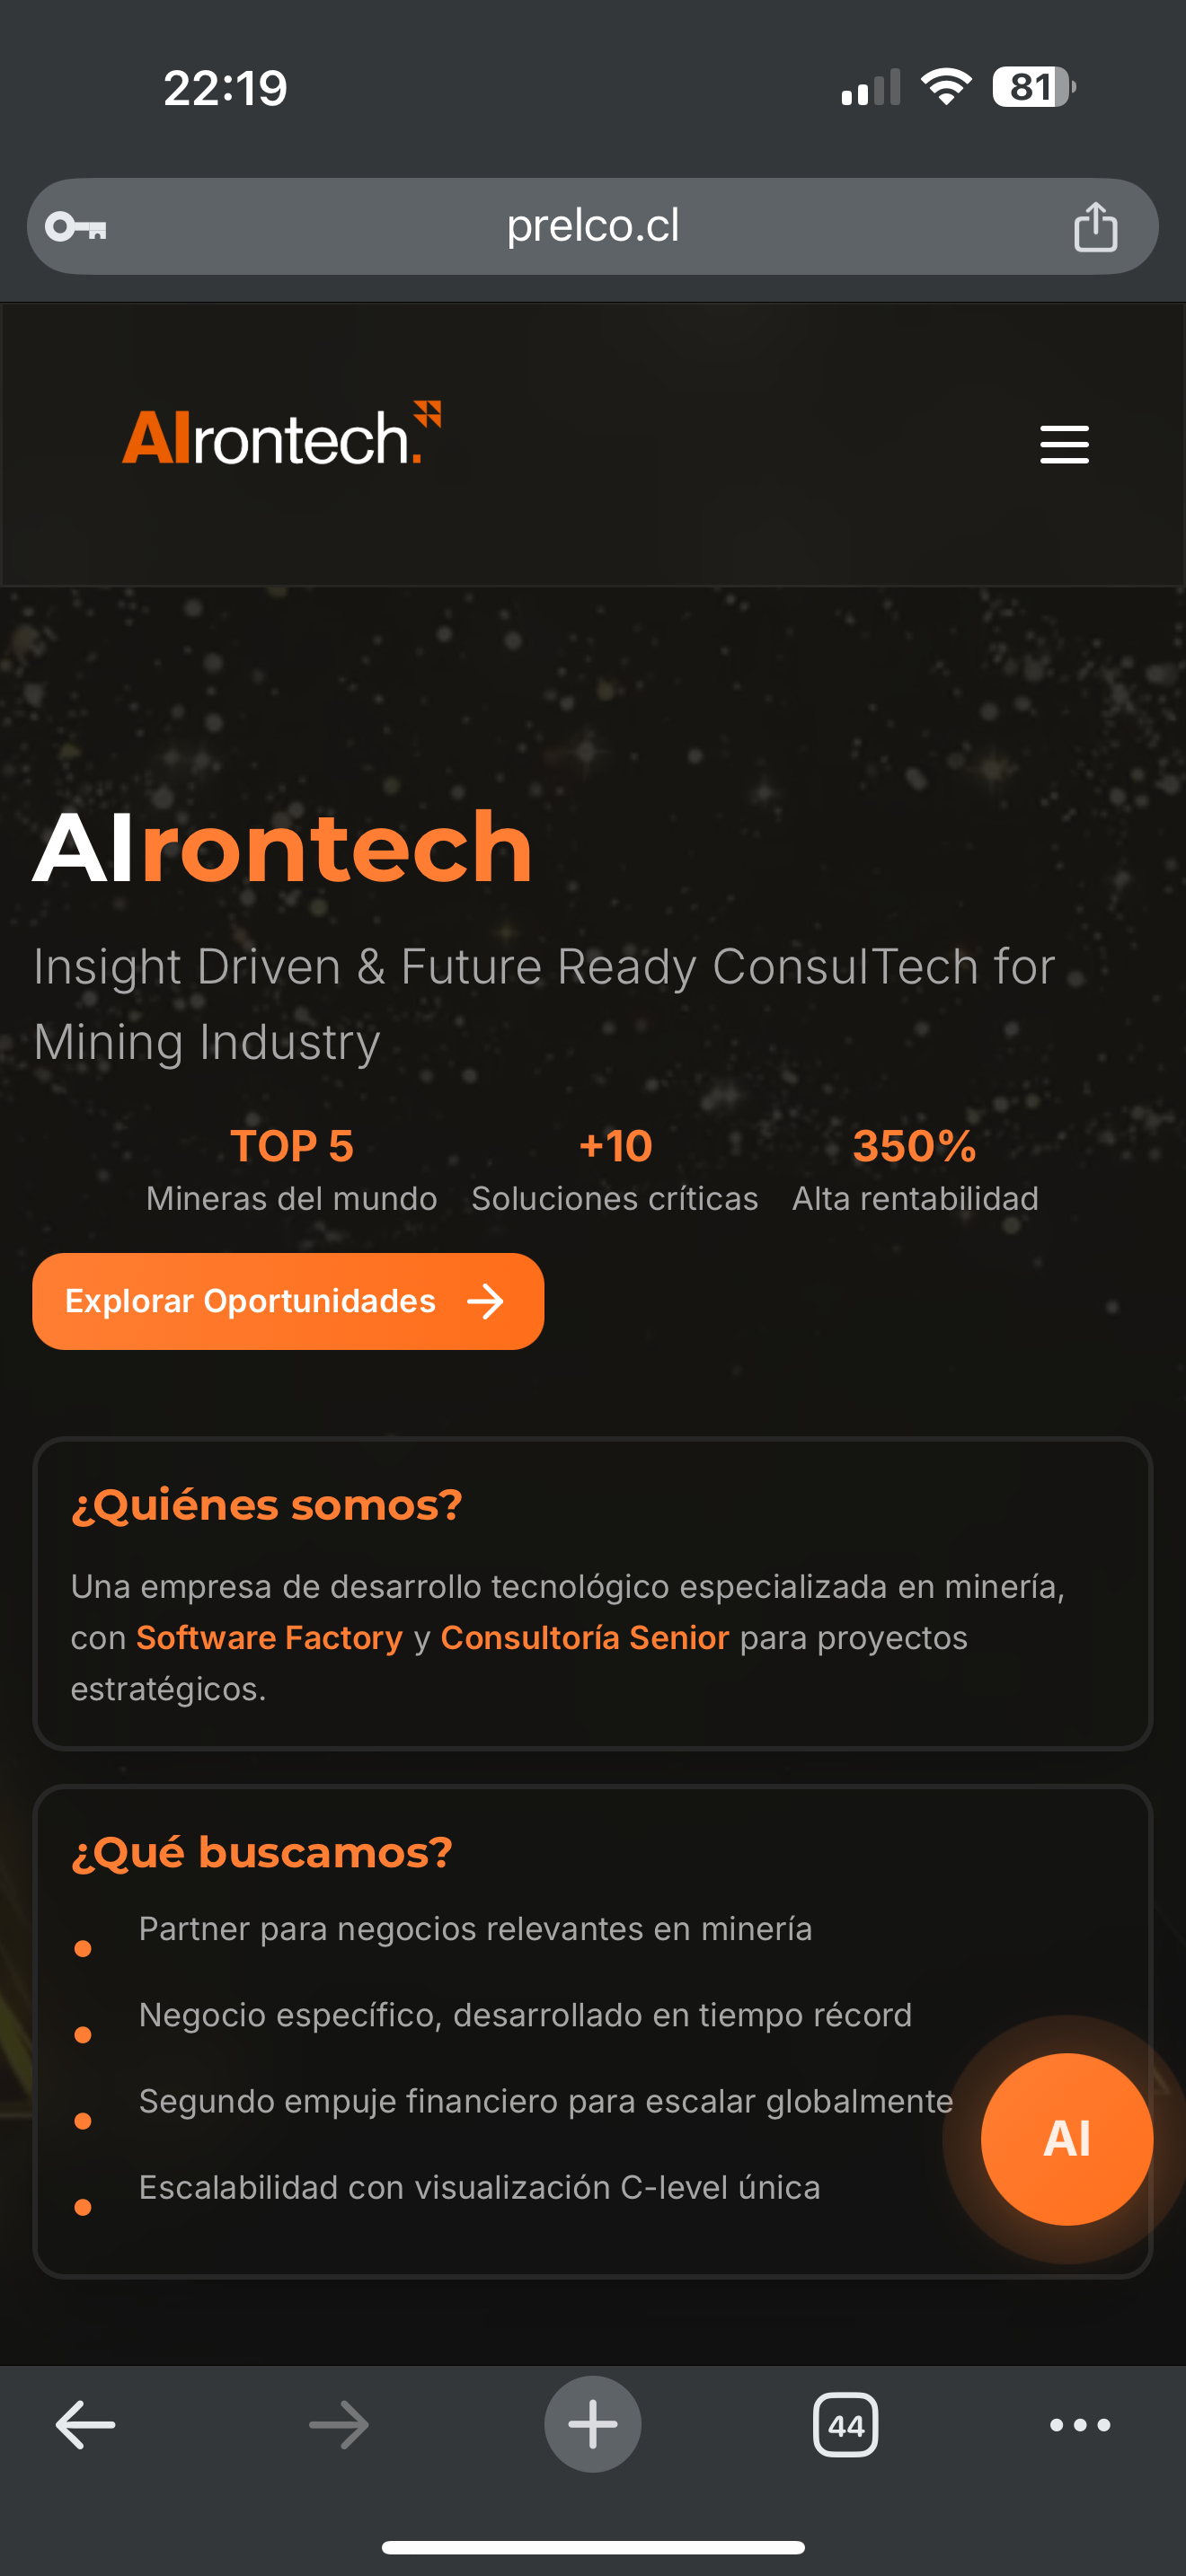 22:19
81
prelco.cl
AIrontech.
AIrontech
Insight Driven & Future Ready ConsulTech for
Mining Industry
TOP 5 +10 350%
Mineras del mundo Soluciones críticas Alta rentabilidad
Explorar Oportunidades →
¿Quiénes somos?
Una empresa de desarrollo tecnológico especializada en minería,
con Software Factory y Consultoría Senior para proyectos
estratégicos.
¿Qué buscamos?
• Partner para negocios relevantes en minería
• Negocio específico, desarrollado en tiempo récord
• Segundo empuje financiero para escalar globalmente
• Escalabilidad con visualización C-level única
AI
44